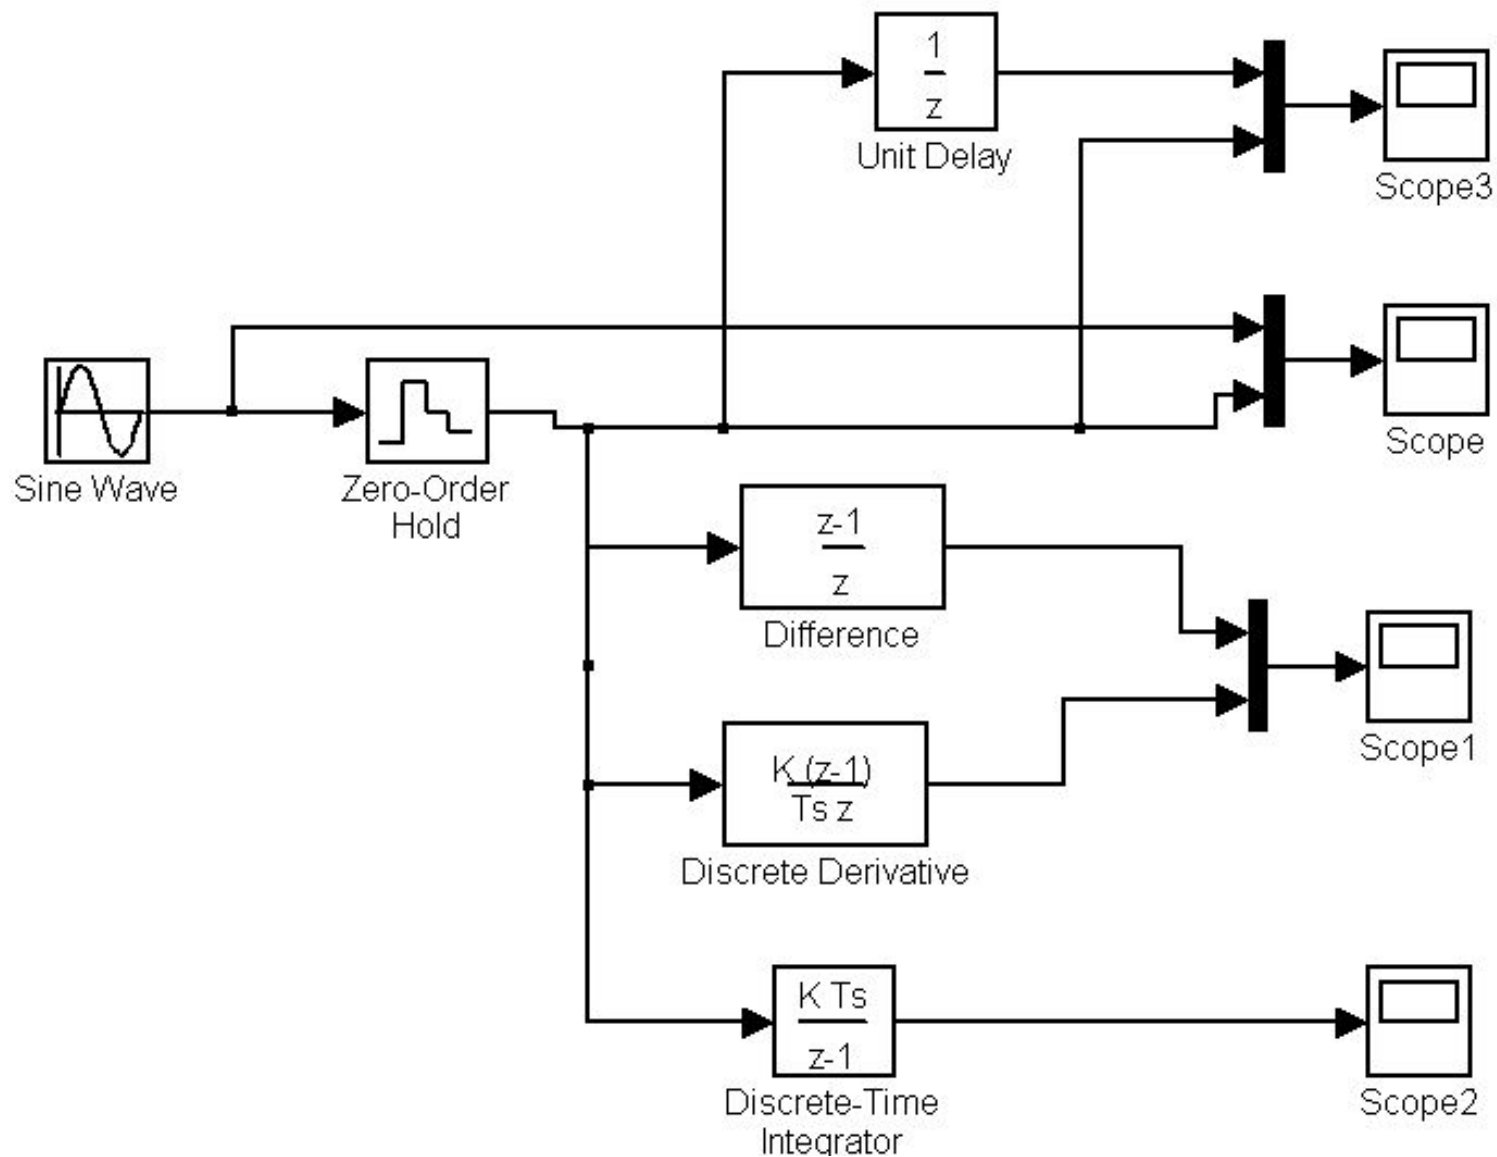 1
z
Unit Delay
Scope3
Scope
Sine Wave
Zero-Order
Hold
z-1
z
Difference
Scope1
K (z-1)
Ts z
Discrete Derivative
K Ts
z-1
Discrete-Time
Integrator
Scope2